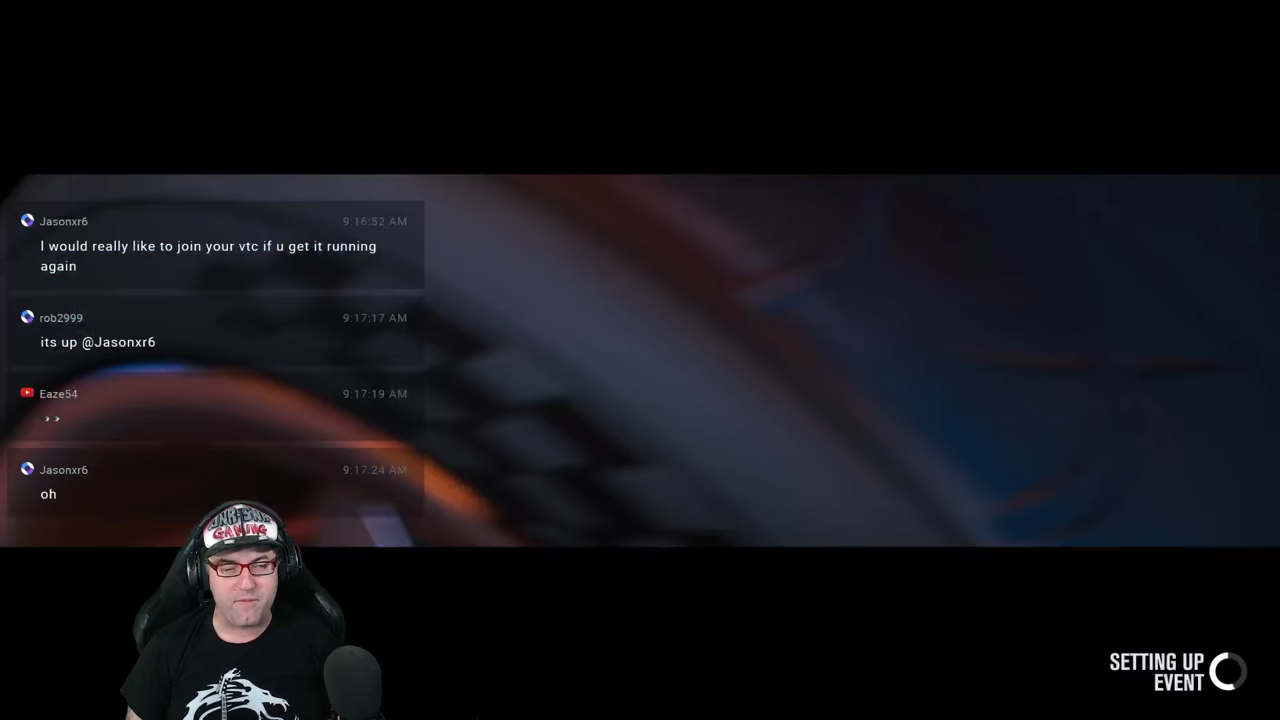 Jasonxr6 9:16:52 AM
I would really like to join your vtc if u get it running
again
rob2999 9:17:17 AM
its up @Jasonxr6
Eaze54 9:17:19 AM
Jasonxr6 9:17:24 AM
oh
GAMING
SETTING UP
EVENT